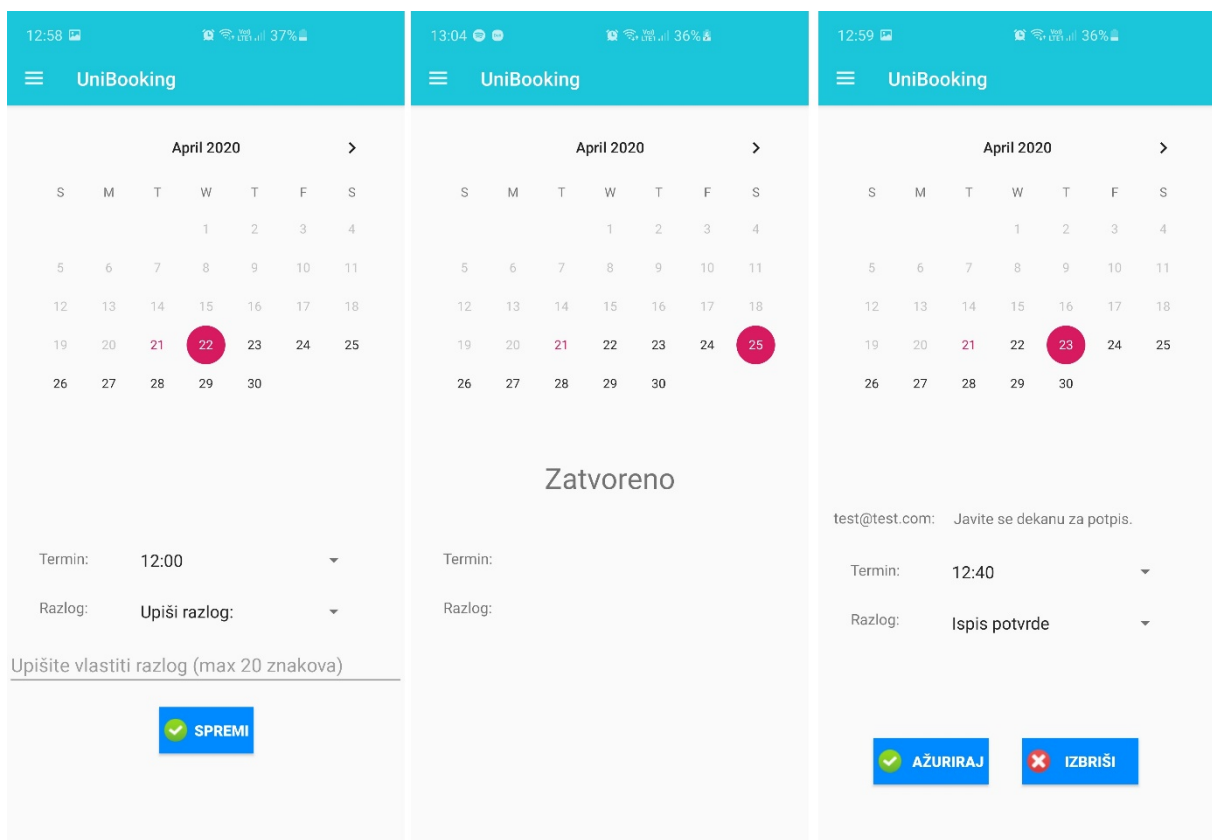 12:58 37%
UniBooking
April 2020
S M T W T F S
1 2 3 4
5 6 7 8 9 10 11
12 13 14 15 16 17 18
19 20 21 22 23 24 25
26 27 28 29 30
Termin: 12:00
Razlog: Upiši razlog:
Upišite vlastiti razlog (max 20 znakova)
SPREMI
13:04 36%
UniBooking
April 2020
S M T W T F S
1 2 3 4
5 6 7 8 9 10 11
12 13 14 15 16 17 18
19 20 21 22 23 24 25
26 27 28 29 30
Zatvoreno
Termin:
Razlog:
12:59 36%
UniBooking
April 2020
S M T W T F S
1 2 3 4
5 6 7 8 9 10 11
12 13 14 15 16 17 18
19 20 21 22 23 24 25
26 27 28 29 30
test@test.com: Javite se dekanu za potpis.
Termin: 12:40
Razlog: Ispis potvrde
AŽURIRAJ IZBRIŠI